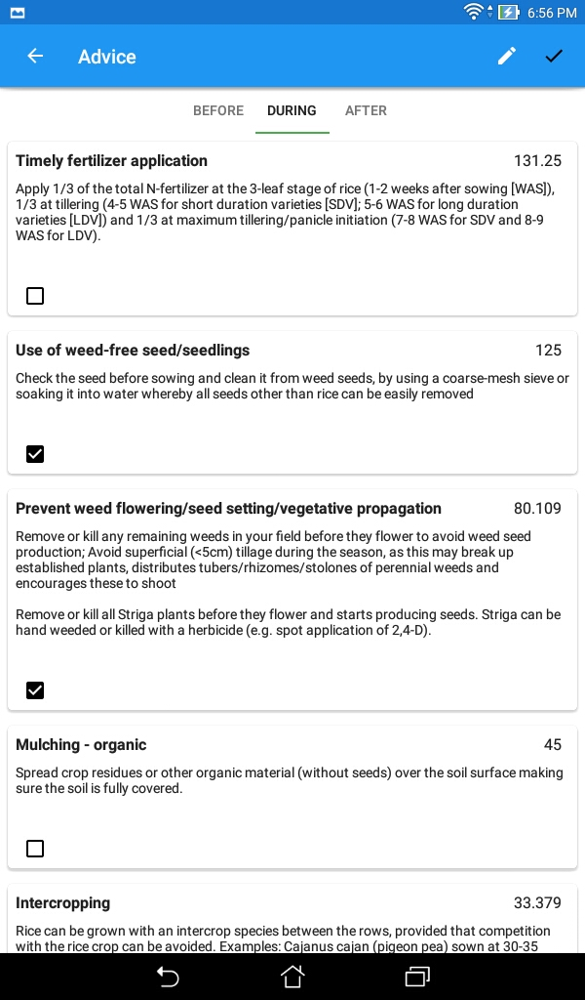 6:56 PM
Advice
BEFORE DURING AFTER
Timely fertilizer application 131.25
Apply 1/3 of the total N-fertilizer at the 3-leaf stage of rice (1-2 weeks after sowing [WAS]),
1/3 at tillering (4-5 WAS for short duration varieties [SDV]; 5-6 WAS for long duration
varieties [LDV]) and 1/3 at maximum tillering/panicle initiation (7-8 WAS for SDV and 8-9
WAS for LDV).
Use of weed-free seed/seedlings 125
Check the seed before sowing and clean it from weed seeds, by using a coarse-mesh sieve or
soaking it into water whereby all seeds other than rice can be easily removed
Prevent weed flowering/seed setting/vegetative propagation 80.109
Remove or kill any remaining weeds in your field before they flower to avoid weed seed
production; Avoid superficial (<5cm) tillage during the season, as this may break up
established plants, distributes tubers/rhizomes/stolones of perennial weeds and
encourages these to shoot
Remove or kill all Striga plants before they flower and starts producing seeds. Striga can be
hand weeded or killed with a herbicide (e.g. spot application of 2,4-D).
Mulching - organic 45
Spread crop residues or other organic material (without seeds) over the soil surface making
sure the soil is fully covered.
Intercropping 33.379
Rice can be grown with an intercrop species between the rows, provided that competition
with the rice crop can be avoided. Examples: Cajanus cajan (pigeon pea) sown at 30-35